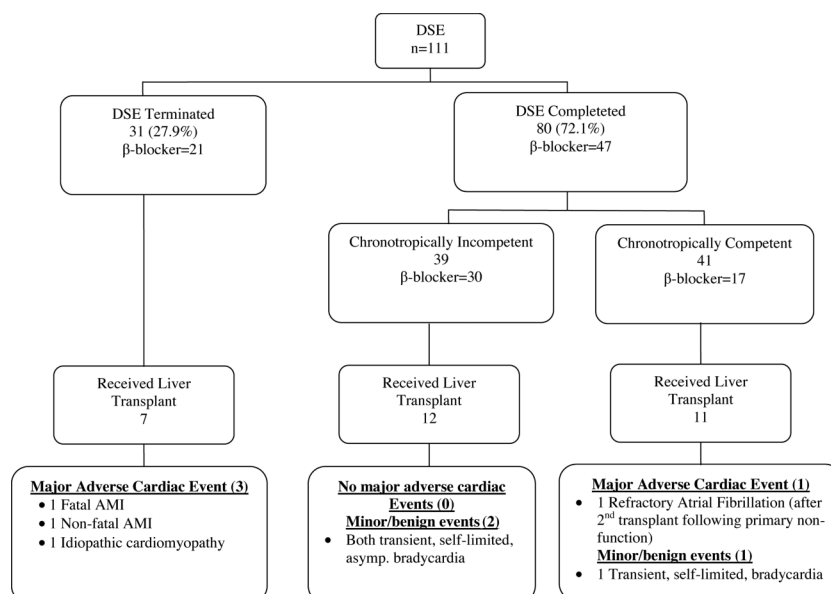 DSE
n=111
DSE Terminated
31 (27.9%)
β-blocker=21
DSE Completeted
80 (72.1%)
β-blocker=47
Chronotropically Incompetent
39
β-blocker=30
Chronotropically Competent
41
β-blocker=17
Received Liver
Transplant
7
Received Liver
Transplant
12
Received Liver
Transplant
11
Major Adverse Cardiac Event (3)
• 1 Fatal AMI
• 1 Non-fatal AMI
• 1 Idiopathic cardiomyopathy
No major adverse cardiac
Events (0)
Minor/benign events (2)
• Both transient, self-limited,
asymp. bradycardia
Major Adverse Cardiac Event (1)
• 1 Refractory Atrial Fibrillation (after
2nd transplant following primary non-
function)
Minor/benign events (1)
• 1 Transient, self-limited, bradycardia